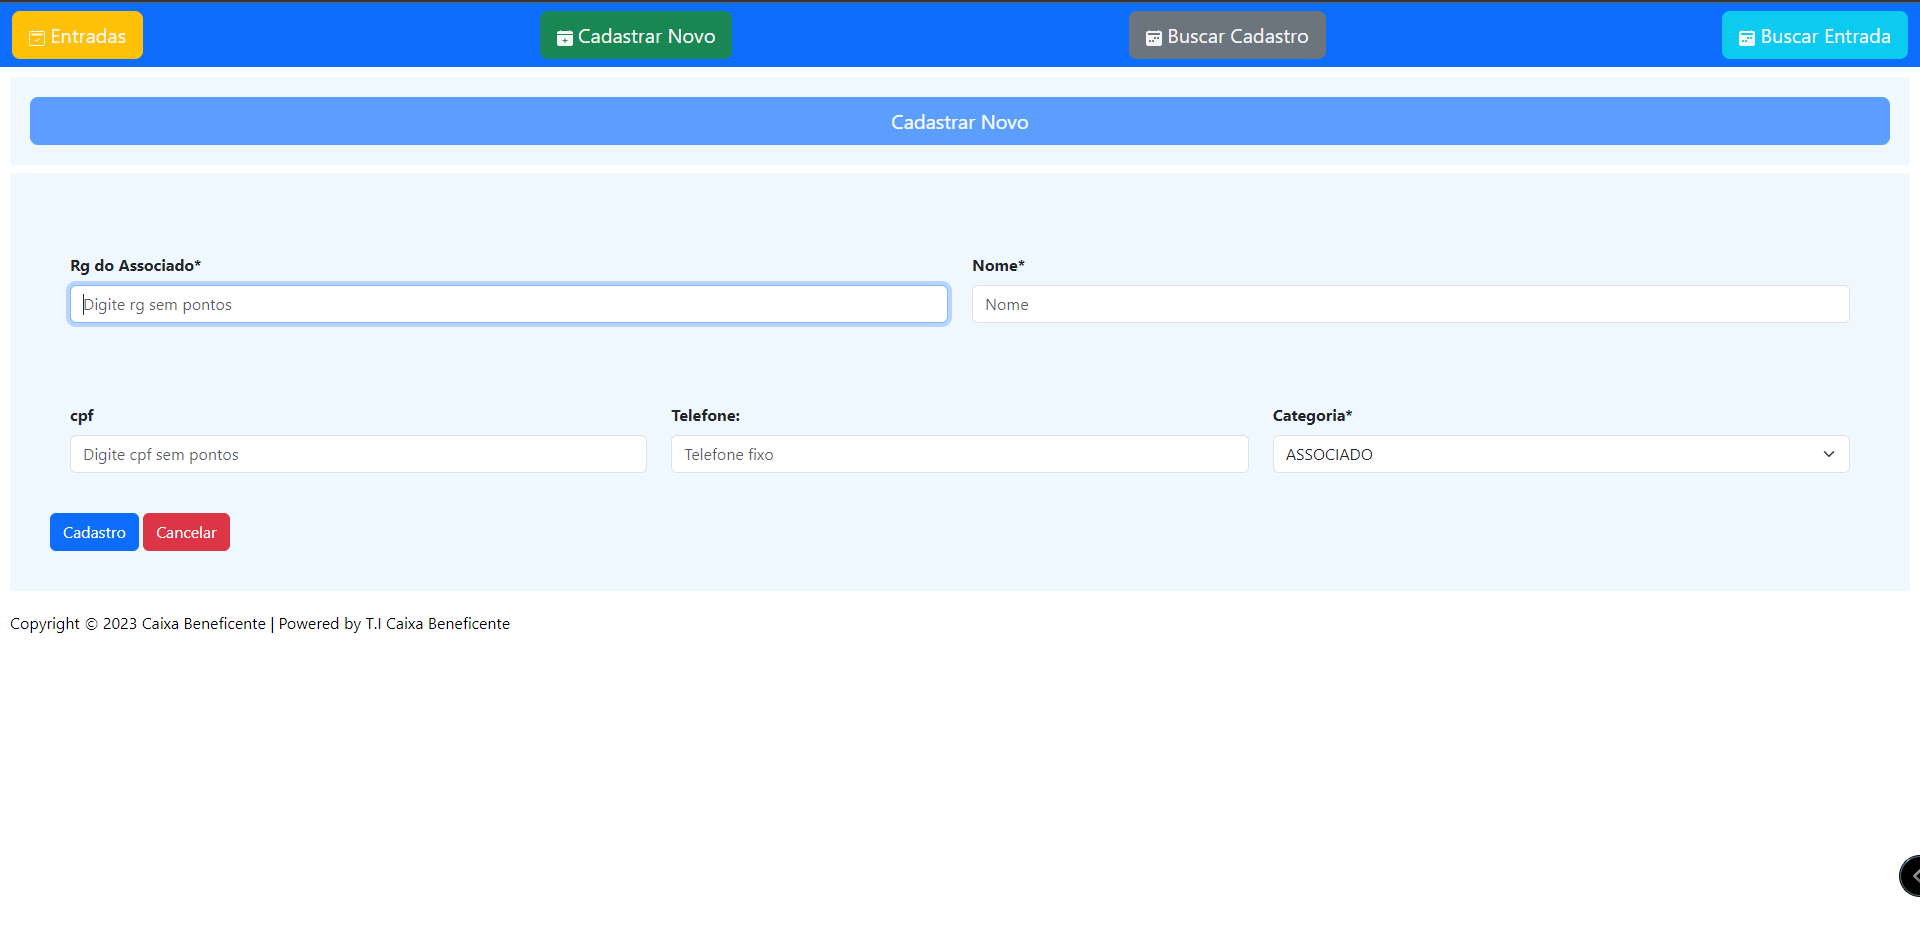 Entradas
Cadastrar Novo
Buscar Cadastro
Buscar Entrada
Cadastrar Novo
Rg do Associado*
Nome*
Digite rg sem pontos
Nome
cpf
Telefone:
Categoria*
Digite cpf sem pontos
Telefone fixo
ASSOCIADO
Cadastro
Cancelar
Copyright © 2023 Caixa Beneficente | Powered by T.I Caixa Beneficente